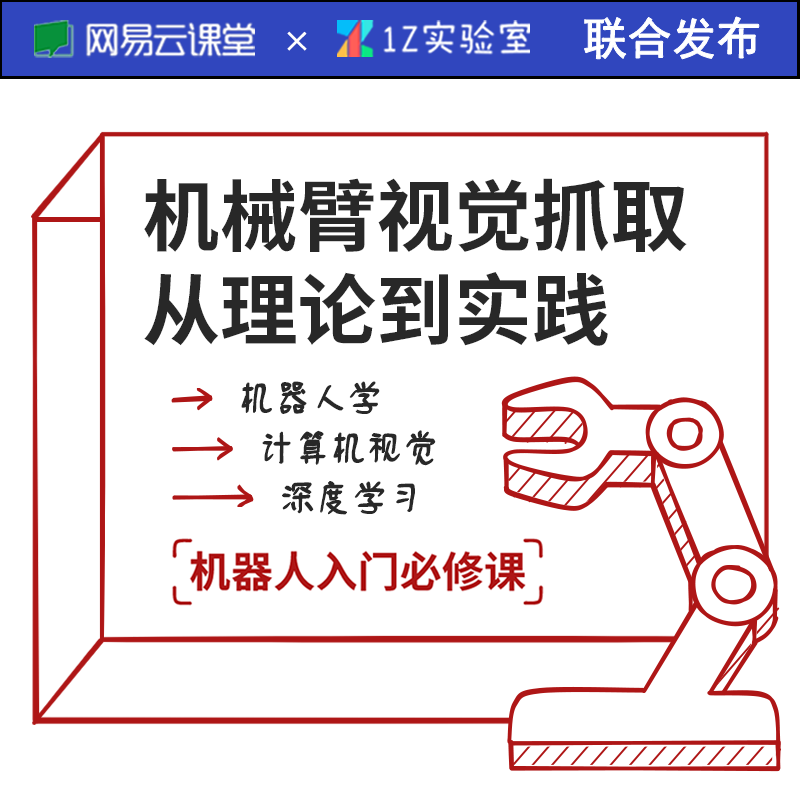 网易云课堂 × 1Z实验室 联合发布
机械臂视觉抓取
从理论到实践
机器人学
计算机视觉
深度学习
机器人入门必修课